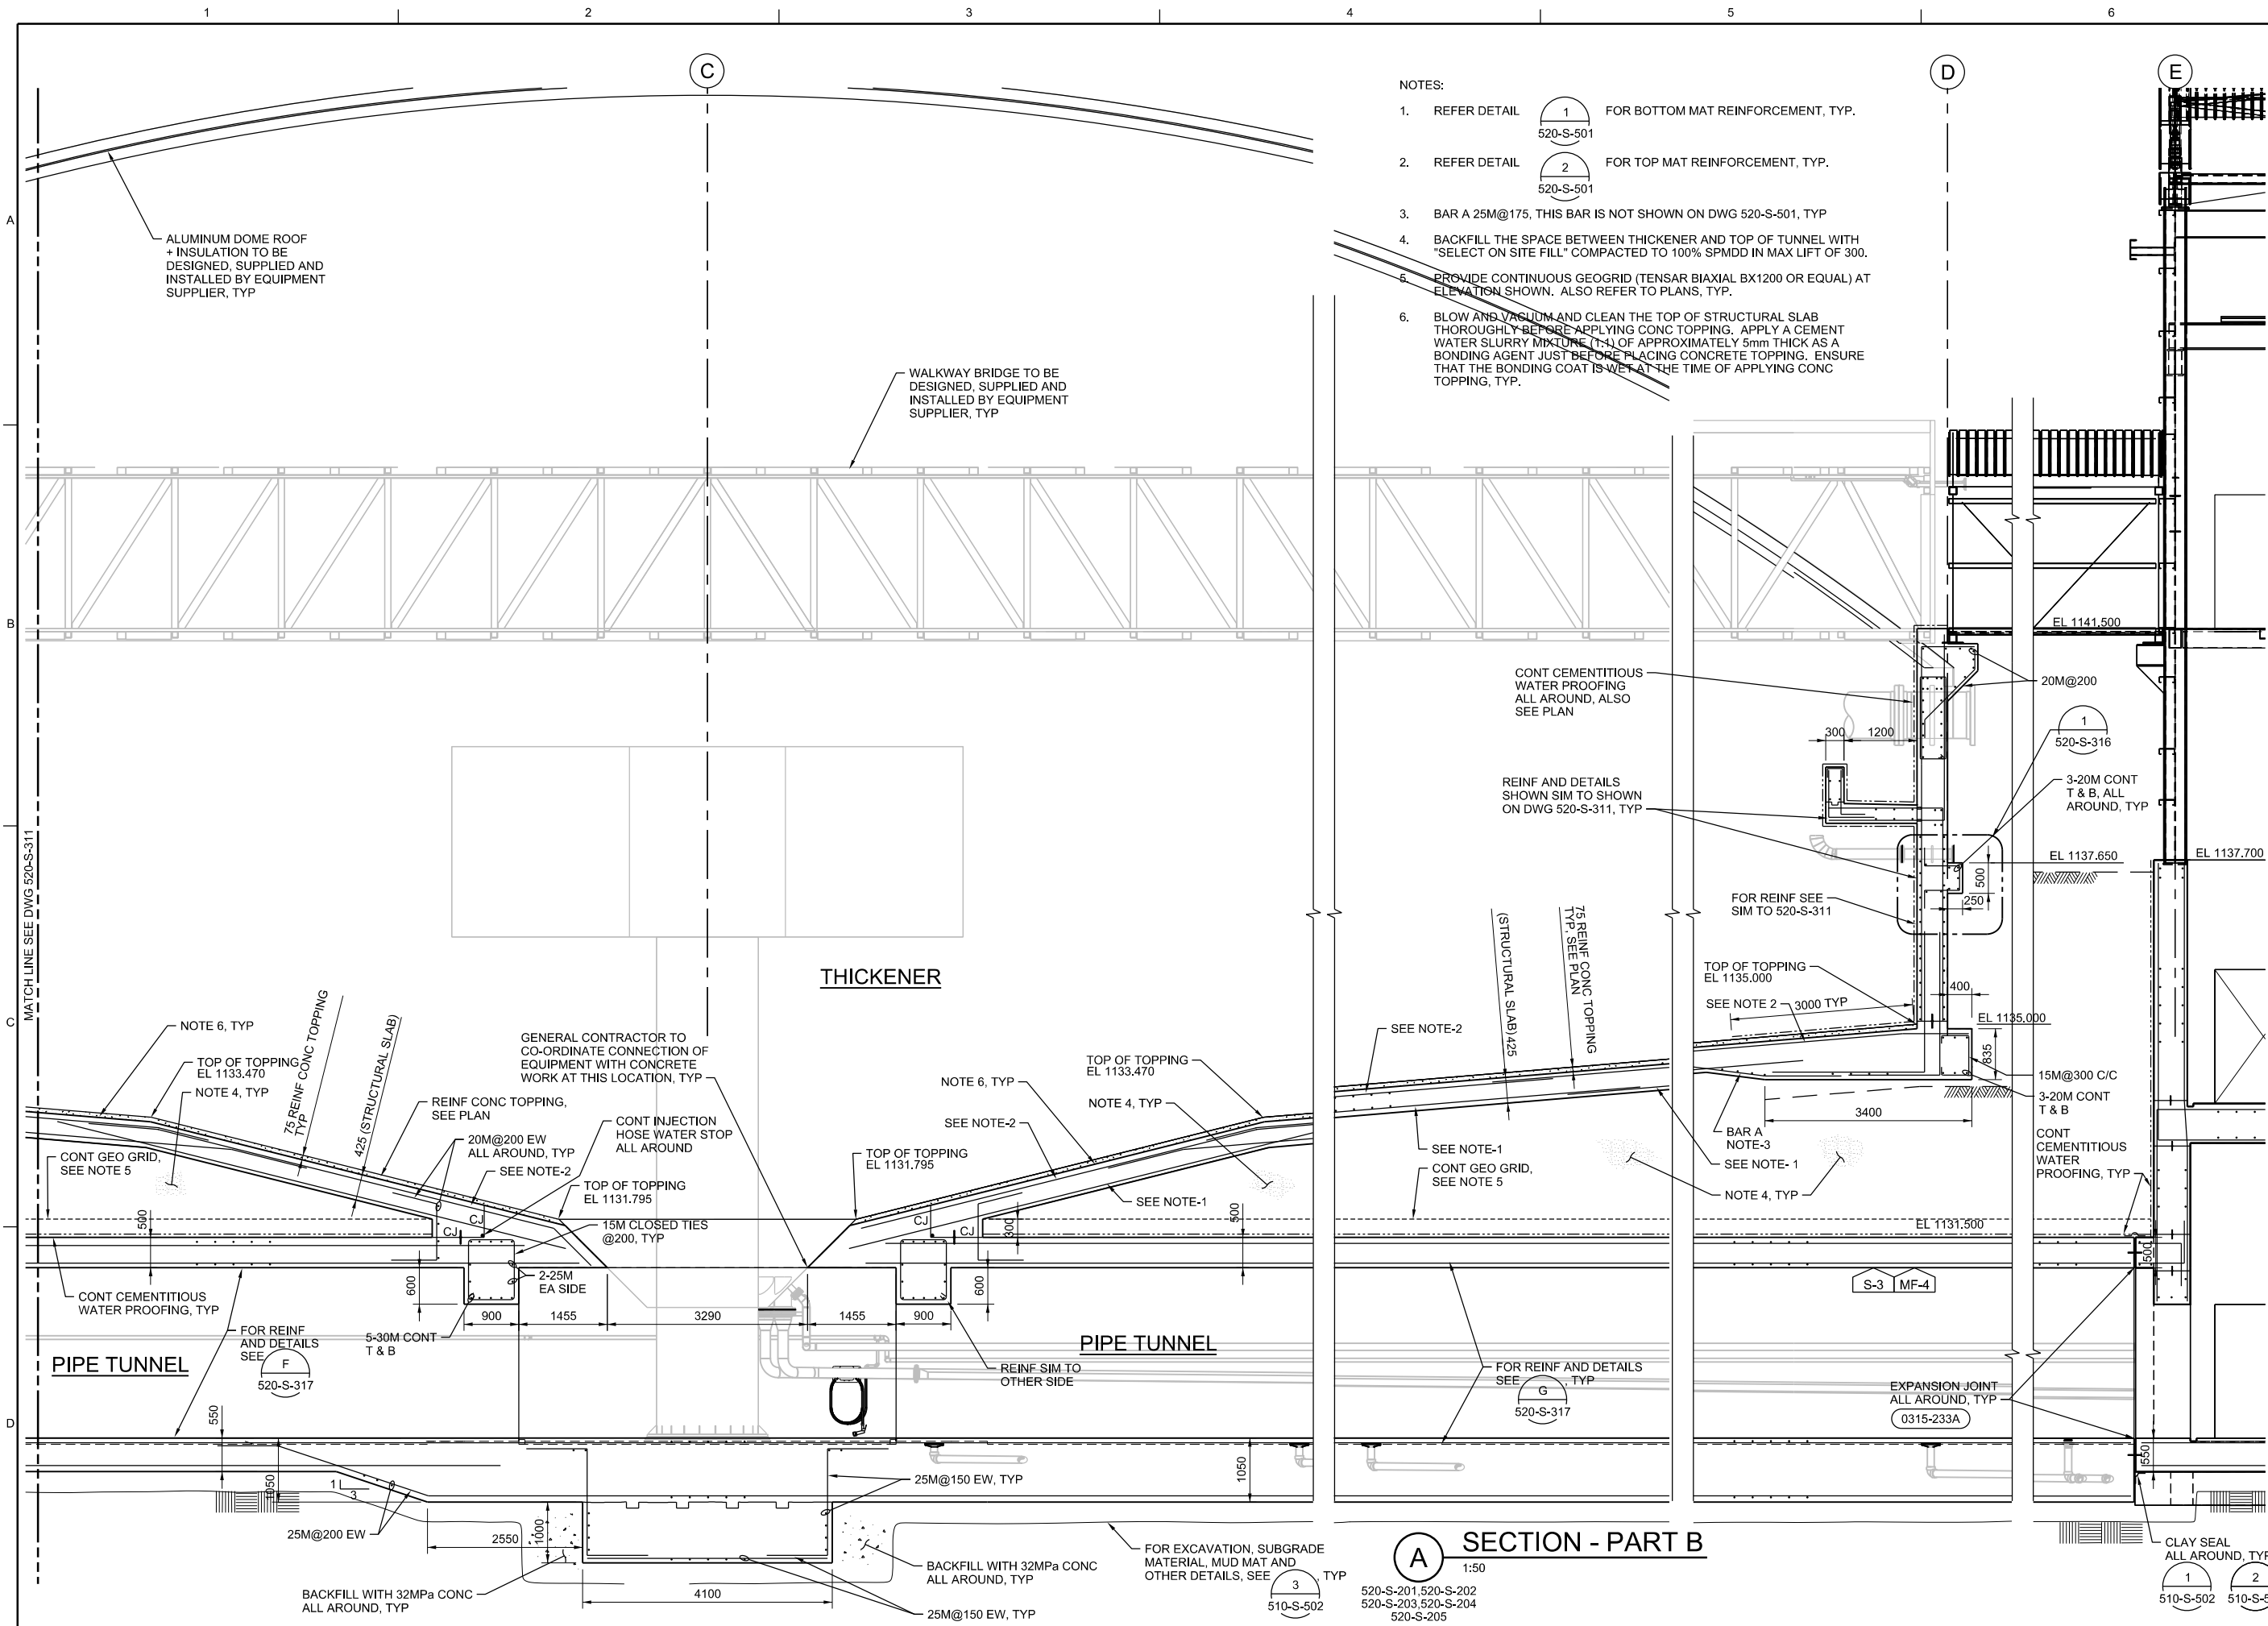 1
2
3
4
5
6
C
D
E
A
B
C
D
NOTES:
1. REFER DETAIL 1 FOR BOTTOM MAT REINFORCEMENT, TYP.
520-S-501
2. REFER DETAIL 2 FOR TOP MAT REINFORCEMENT, TYP.
520-S-501
3. BAR A 25M@175, THIS BAR IS NOT SHOWN ON DWG 520-S-501, TYP
4. BACKFILL THE SPACE BETWEEN THICKENER AND TOP OF TUNNEL WITH
"SELECT ON SITE FILL" COMPACTED TO 100% SPMDD IN MAX LIFT OF 300.
5. PROVIDE CONTINUOUS GEOGRID (TENSAR BIAXIAL BX1200 OR EQUAL) AT
ELEVATION SHOWN. ALSO REFER TO PLANS, TYP.
6. BLOW AND VACUUM AND CLEAN THE TOP OF STRUCTURAL SLAB
THOROUGHLY BEFORE APPLYING CONC TOPPING. APPLY A CEMENT
WATER SLURRY MIXTURE (1:1) OF APPROXIMATELY 5mm THICK AS A
BONDING AGENT JUST BEFORE PLACING CONCRETE TOPPING. ENSURE
THAT THE BONDING COAT IS WET AT THE TIME OF APPLYING CONC
TOPPING, TYP.
ALUMINUM DOME ROOF
+ INSULATION TO BE
DESIGNED, SUPPLIED AND
INSTALLED BY EQUIPMENT
SUPPLIER, TYP
WALKWAY BRIDGE TO BE
DESIGNED, SUPPLIED AND
INSTALLED BY EQUIPMENT
SUPPLIER, TYP
EL 1141.500
CONT CEMENTITIOUS
WATER PROOFING
ALL AROUND, ALSO
SEE PLAN
20M@200
1
520-S-316
300
1200
REINF AND DETAILS
SHOWN SIM TO SHOWN
ON DWG 520-S-311, TYP
3-20M CONT
T & B, ALL
AROUND, TYP
EL 1137.650
EL 1137.700
500
250
FOR REINF SEE
SIM TO 520-S-311
MATCH LINE SEE DWG 520-S-311
THICKENER
(STRUCTURAL SLAB)425
75 REINF CONC TOPPING
TYP, SEE PLAN
TOP OF TOPPING
EL 1135.000
SEE NOTE 2
3000 TYP
400
EL 1135.000
835
15M@300 C/C
3-20M CONT
T & B
3400
BAR A
NOTE-3
SEE NOTE- 1
NOTE 4, TYP
CONT
CEMENTITIOUS
WATER
PROOFING, TYP
NOTE 6, TYP
TOP OF TOPPING
EL 1133.470
NOTE 4, TYP
75 REINF CONC TOPPING
TYP
425 (STRUCTURAL SLAB)
REINF CONC TOPPING,
SEE PLAN
20M@200 EW
ALL AROUND, TYP
SEE NOTE-2
GENERAL CONTRACTOR TO
CO-ORDINATE CONNECTION OF
EQUIPMENT WITH CONCRETE
WORK AT THIS LOCATION, TYP
CONT INJECTION
HOSE WATER STOP
ALL AROUND
TOP OF TOPPING
EL 1131.795
15M CLOSED TIES
@200, TYP
2-25M
EA SIDE
CONT GEO GRID,
SEE NOTE 5
500
CJ
CJ
CONT CEMENTITIOUS
WATER PROOFING, TYP
600
5-30M CONT
T & B
900
1455
3290
1455
900
NOTE 6, TYP
SEE NOTE-2
TOP OF TOPPING
EL 1131.795
TOP OF TOPPING
EL 1133.470
NOTE 4, TYP
SEE NOTE-1
CJ
CJ
300
600
SEE NOTE-2
SEE NOTE-1
CONT GEO GRID,
SEE NOTE 5
500
EL 1131.500
500
S-3
MF-4
PIPE TUNNEL
FOR REINF
AND DETAILS
SEE F
520-S-317
PIPE TUNNEL
REINF SIM TO
OTHER SIDE
FOR REINF AND DETAILS
SEE G , TYP
520-S-317
EXPANSION JOINT
ALL AROUND, TYP
0315-233A
550
1050
1
3
25M@200 EW
2550
1000
4100
25M@150 EW, TYP
1050
BACKFILL WITH 32MPa CONC
ALL AROUND, TYP
BACKFILL WITH 32MPa CONC
ALL AROUND, TYP
25M@150 EW, TYP
FOR EXCAVATION, SUBGRADE
MATERIAL, MUD MAT AND
OTHER DETAILS, SEE 3 , TYP
510-S-502
A SECTION - PART B
1:50
520-S-201,520-S-202
520-S-203,520-S-204
520-S-205
550
CLAY SEAL
ALL AROUND, TYP
1
510-S-502
2
510-S-5